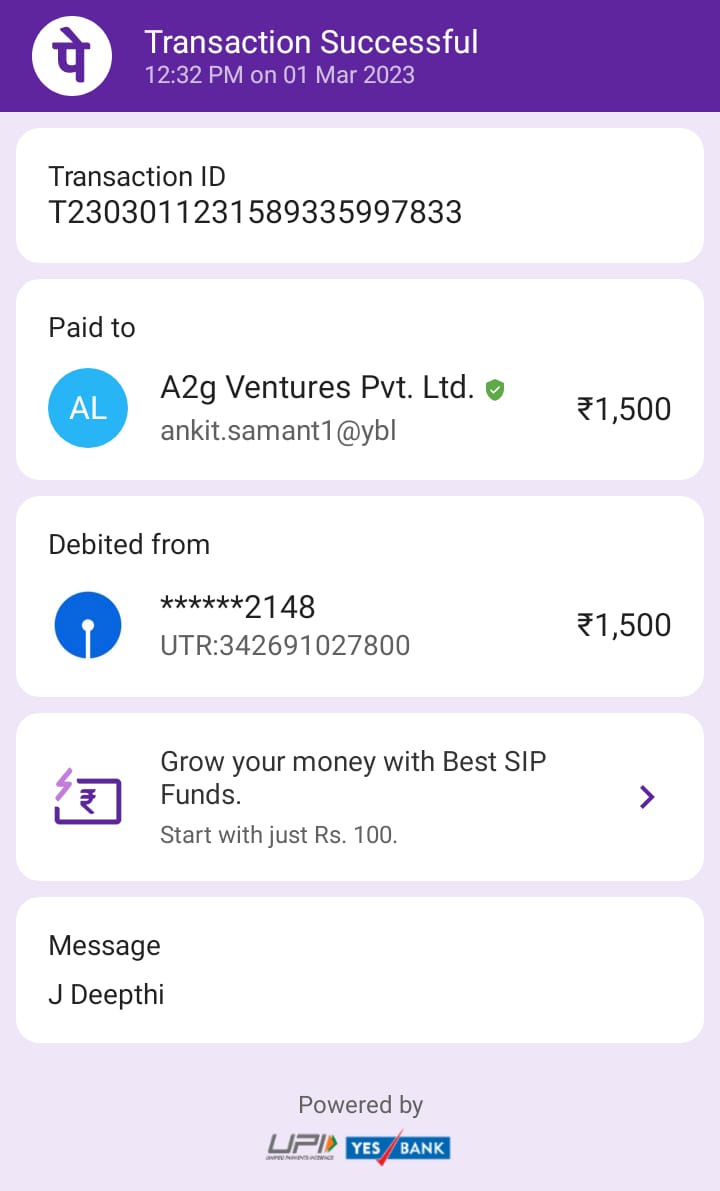 पे
Transaction Successful
12:32 PM on 01 Mar 2023
Transaction ID
T2303011231589335997833
Paid to
AL
A2g Ventures Pvt. Ltd.
ankit.samant1@ybl
₹1,500
Debited from
******2148
UTR:342691027800
₹1,500
₹
Grow your money with Best SIP
Funds.
Start with just Rs. 100.
Message
J Deepthi
Powered by
UPI
UNIFIED PAYMENTS INTERFACE
YES BANK